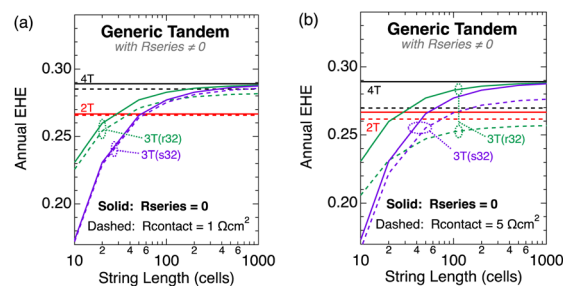 (a)
Generic Tandem
with Rseries ≠ 0
4T
2T
3T(r32)
3T(s32)
Solid: Rseries = 0
Dashed: Rcontact = 1 Ωcm2
Annual EHE
0.30
0.25
0.20
10
2
4
6
100
2
4
6
1000
String Length (cells)
(b)
Generic Tandem
with Rseries ≠ 0
4T
2T
3T(r32)
3T(s32)
Solid: Rseries = 0
Dashed: Rcontact = 5 Ωcm2
Annual EHE
0.30
0.25
0.20
10
2
4
6
100
2
4
6
1000
String Length (cells)